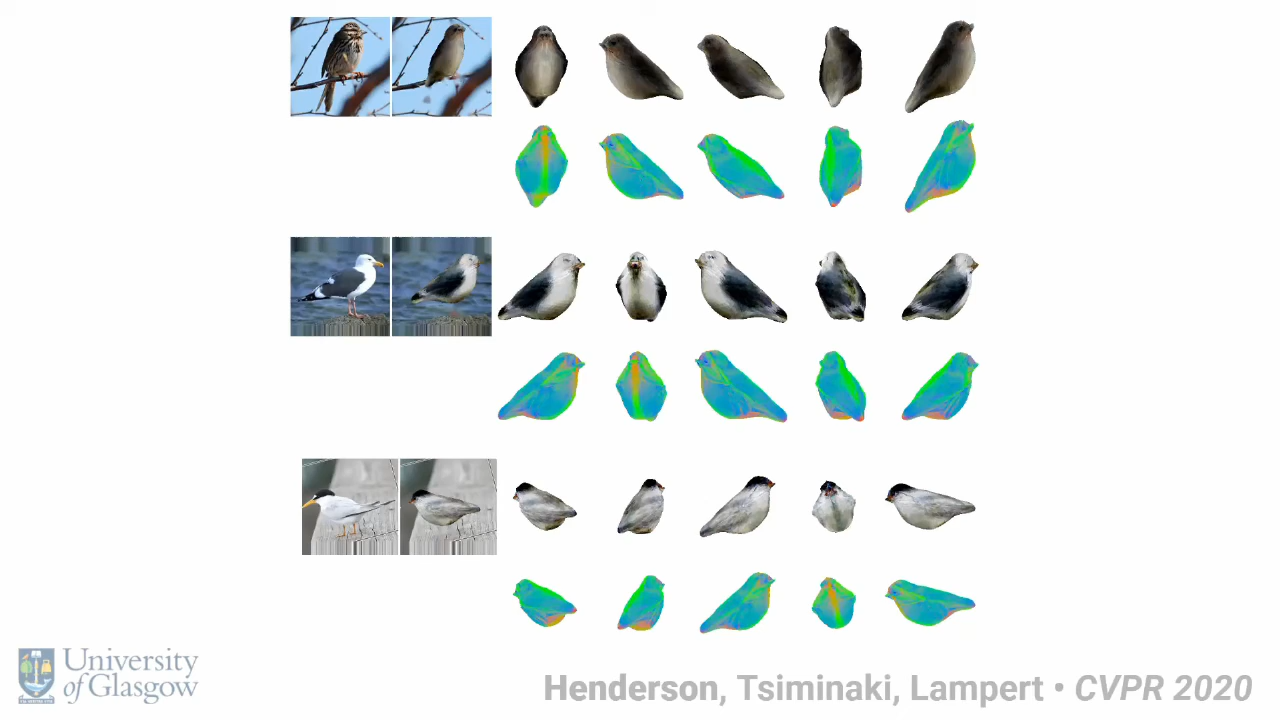 University
of Glasgow
Henderson, Tsiminaki, Lampert • CVPR 2020